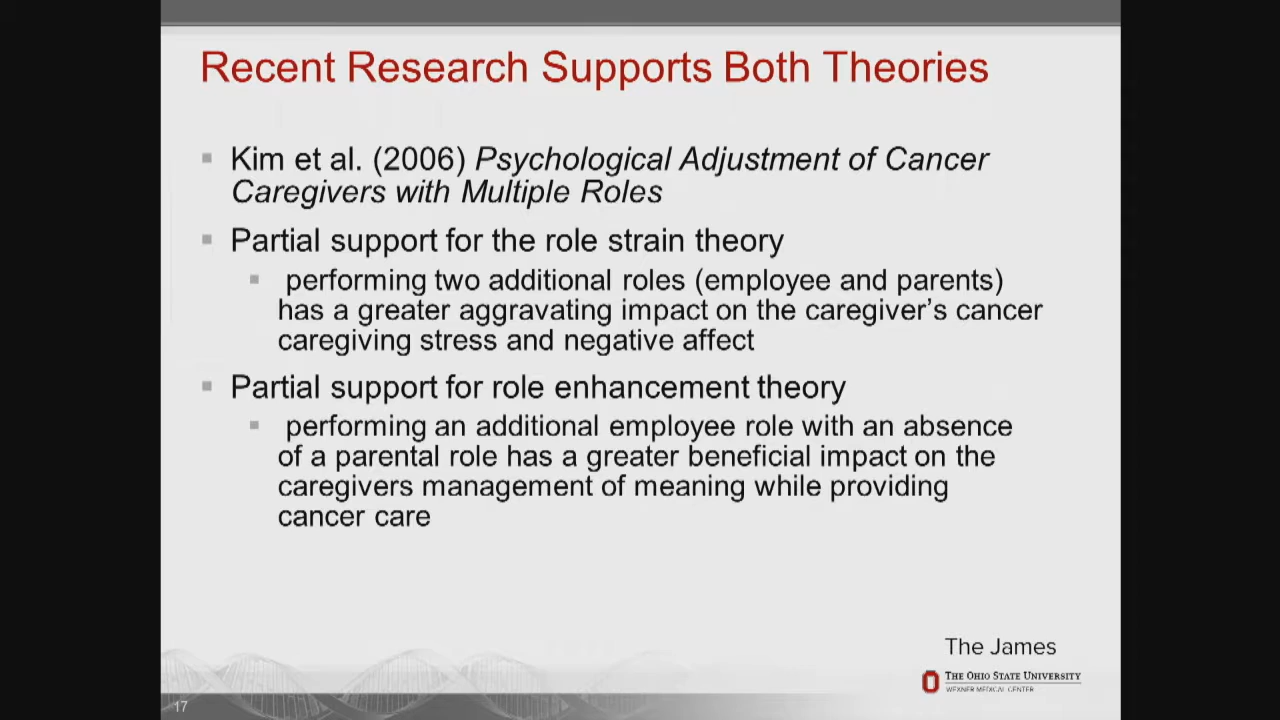 Recent Research Supports Both Theories
Kim et al. (2006) Psychological Adjustment of Cancer
Caregivers with Multiple Roles
Partial support for the role strain theory
performing two additional roles (employee and parents)
has a greater aggravating impact on the caregiver’s cancer
caregiving stress and negative affect
Partial support for role enhancement theory
performing an additional employee role with an absence
of a parental role has a greater beneficial impact on the
caregivers management of meaning while providing
cancer care
The James
THE OHIO STATE UNIVERSITY
WEXNER MEDICAL CENTER
17